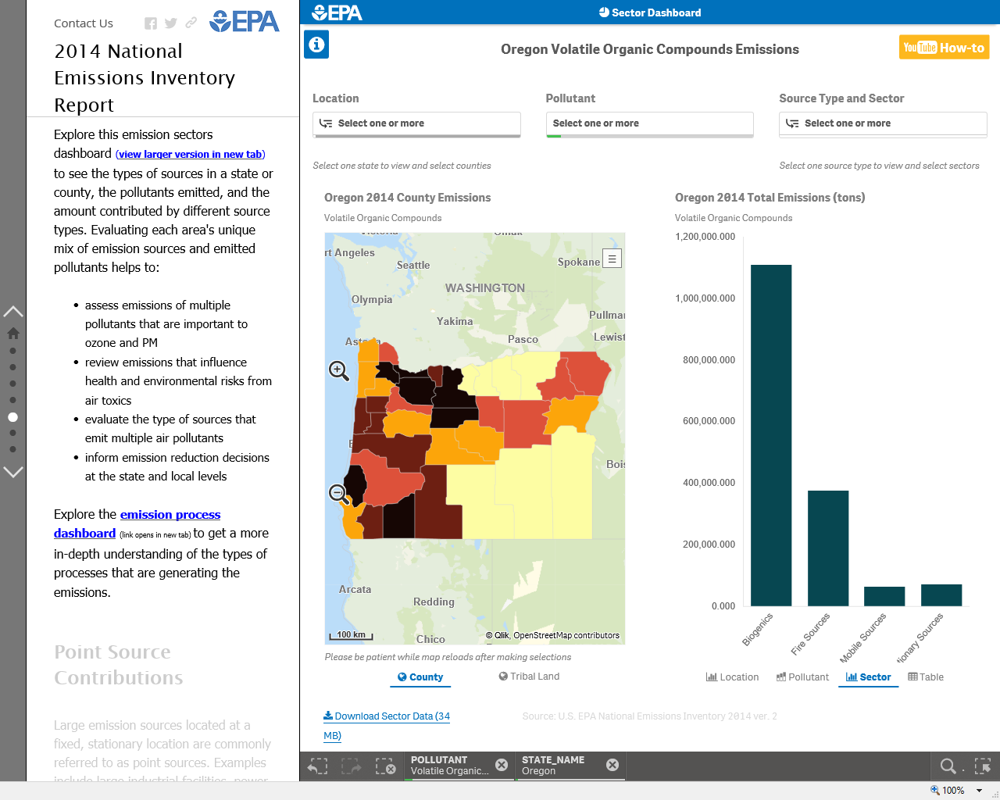 Contact Us
EPA
2014 National
Emissions Inventory
Report
Explore this emission sectors
dashboard (view larger version in new tab)
to see the types of sources in a state or
county, the pollutants emitted, and the
amount contributed by different source
types. Evaluating each area's unique
mix of emission sources and emitted
pollutants helps to:
• assess emissions of multiple
pollutants that are important to
ozone and PM
• review emissions that influence
health and environmental risks from
air toxics
• evaluate the type of sources that
emit multiple air pollutants
• inform emission reduction decisions
at the state and local levels
Explore the emission process
dashboard (link opens in new tab) to get a more
in-depth understanding of the types of
processes that are generating the
emissions.
Point Source
Contributions
Large emission sources located at a
fixed, stationary location are commonly
referred to as point sources. Examples
include large industrial facilities, power
EPA
Sector Dashboard
Oregon Volatile Organic Compounds Emissions
YouTube How-to
Location
Pollutant
Source Type and Sector
Select one or more
Select one or more
Select one or more
Select one state to view and select counties
Select one source type to view and select sectors
Oregon 2014 County Emissions
Volatile Organic Compounds
Victoria
Omak
rt Angeles
Seattle
Spokane
WASHINGTON
Olympia
Pullma
Yakima
Pasco
Lewist
Astoria
E
Bois
Arcata
Redding
Chico
100 km
© Qlik, OpenStreetMap contributors
Please be patient while map reloads after making selections
County
Tribal Land
Oregon 2014 Total Emissions (tons)
Volatile Organic Compounds
1,200,000.000
1,000,000.000
800,000.000
600,000.000
400,000.000
200,000.000
0.000
Biogenics
Fire Sources
Mobile Sources
tionary Sources
Location
Pollutant
Sector
Table
Download Sector Data (34
MB)
Source: U.S. EPA National Emissions Inventory 2014 ver. 2
POLLUTANT
Volatile Organic...
STATE_NAME
Oregon
100%